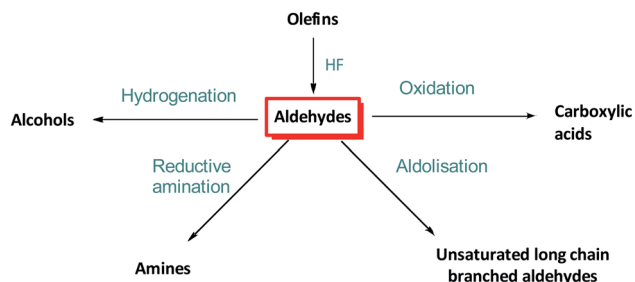 Olefins
HF
Hydrogenation
Oxidation
Alcohols
Aldehydes
Carboxylic
acids
Reductive
amination
Aldolisation
Amines
Unsaturated long chain
branched aldehydes